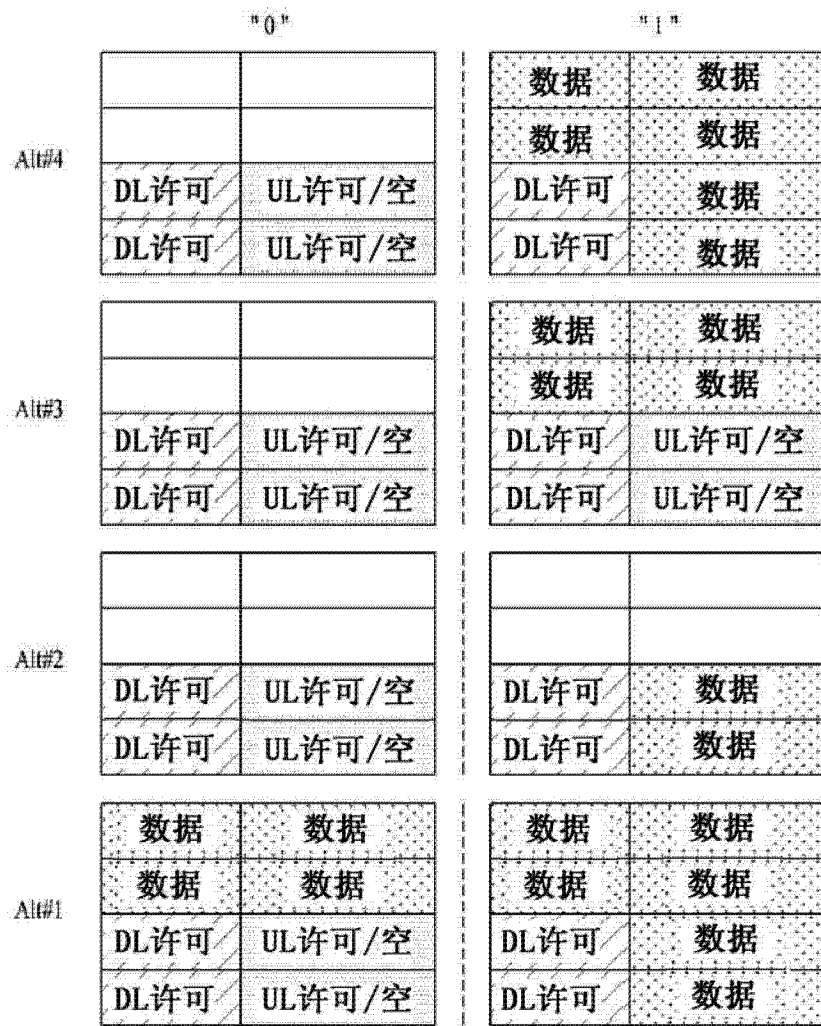 "0" "1"
数据 数据
数据 数据
Alt#4
DL许可 UL许可/空 DL许可 数据
DL许可 UL许可/空 DL许可 数据
数据 数据
数据 数据
Alt#3
DL许可 UL许可/空 DL许可 UL许可/空
DL许可 UL许可/空 DL许可 UL许可/空
Alt#2
DL许可 UL许可/空 DL许可 数据
DL许可 UL许可/空 DL许可 数据
数据 数据 数据 数据
数据 数据 数据 数据
Alt#1
DL许可 UL许可/空 DL许可 数据
DL许可 UL许可/空 DL许可 数据